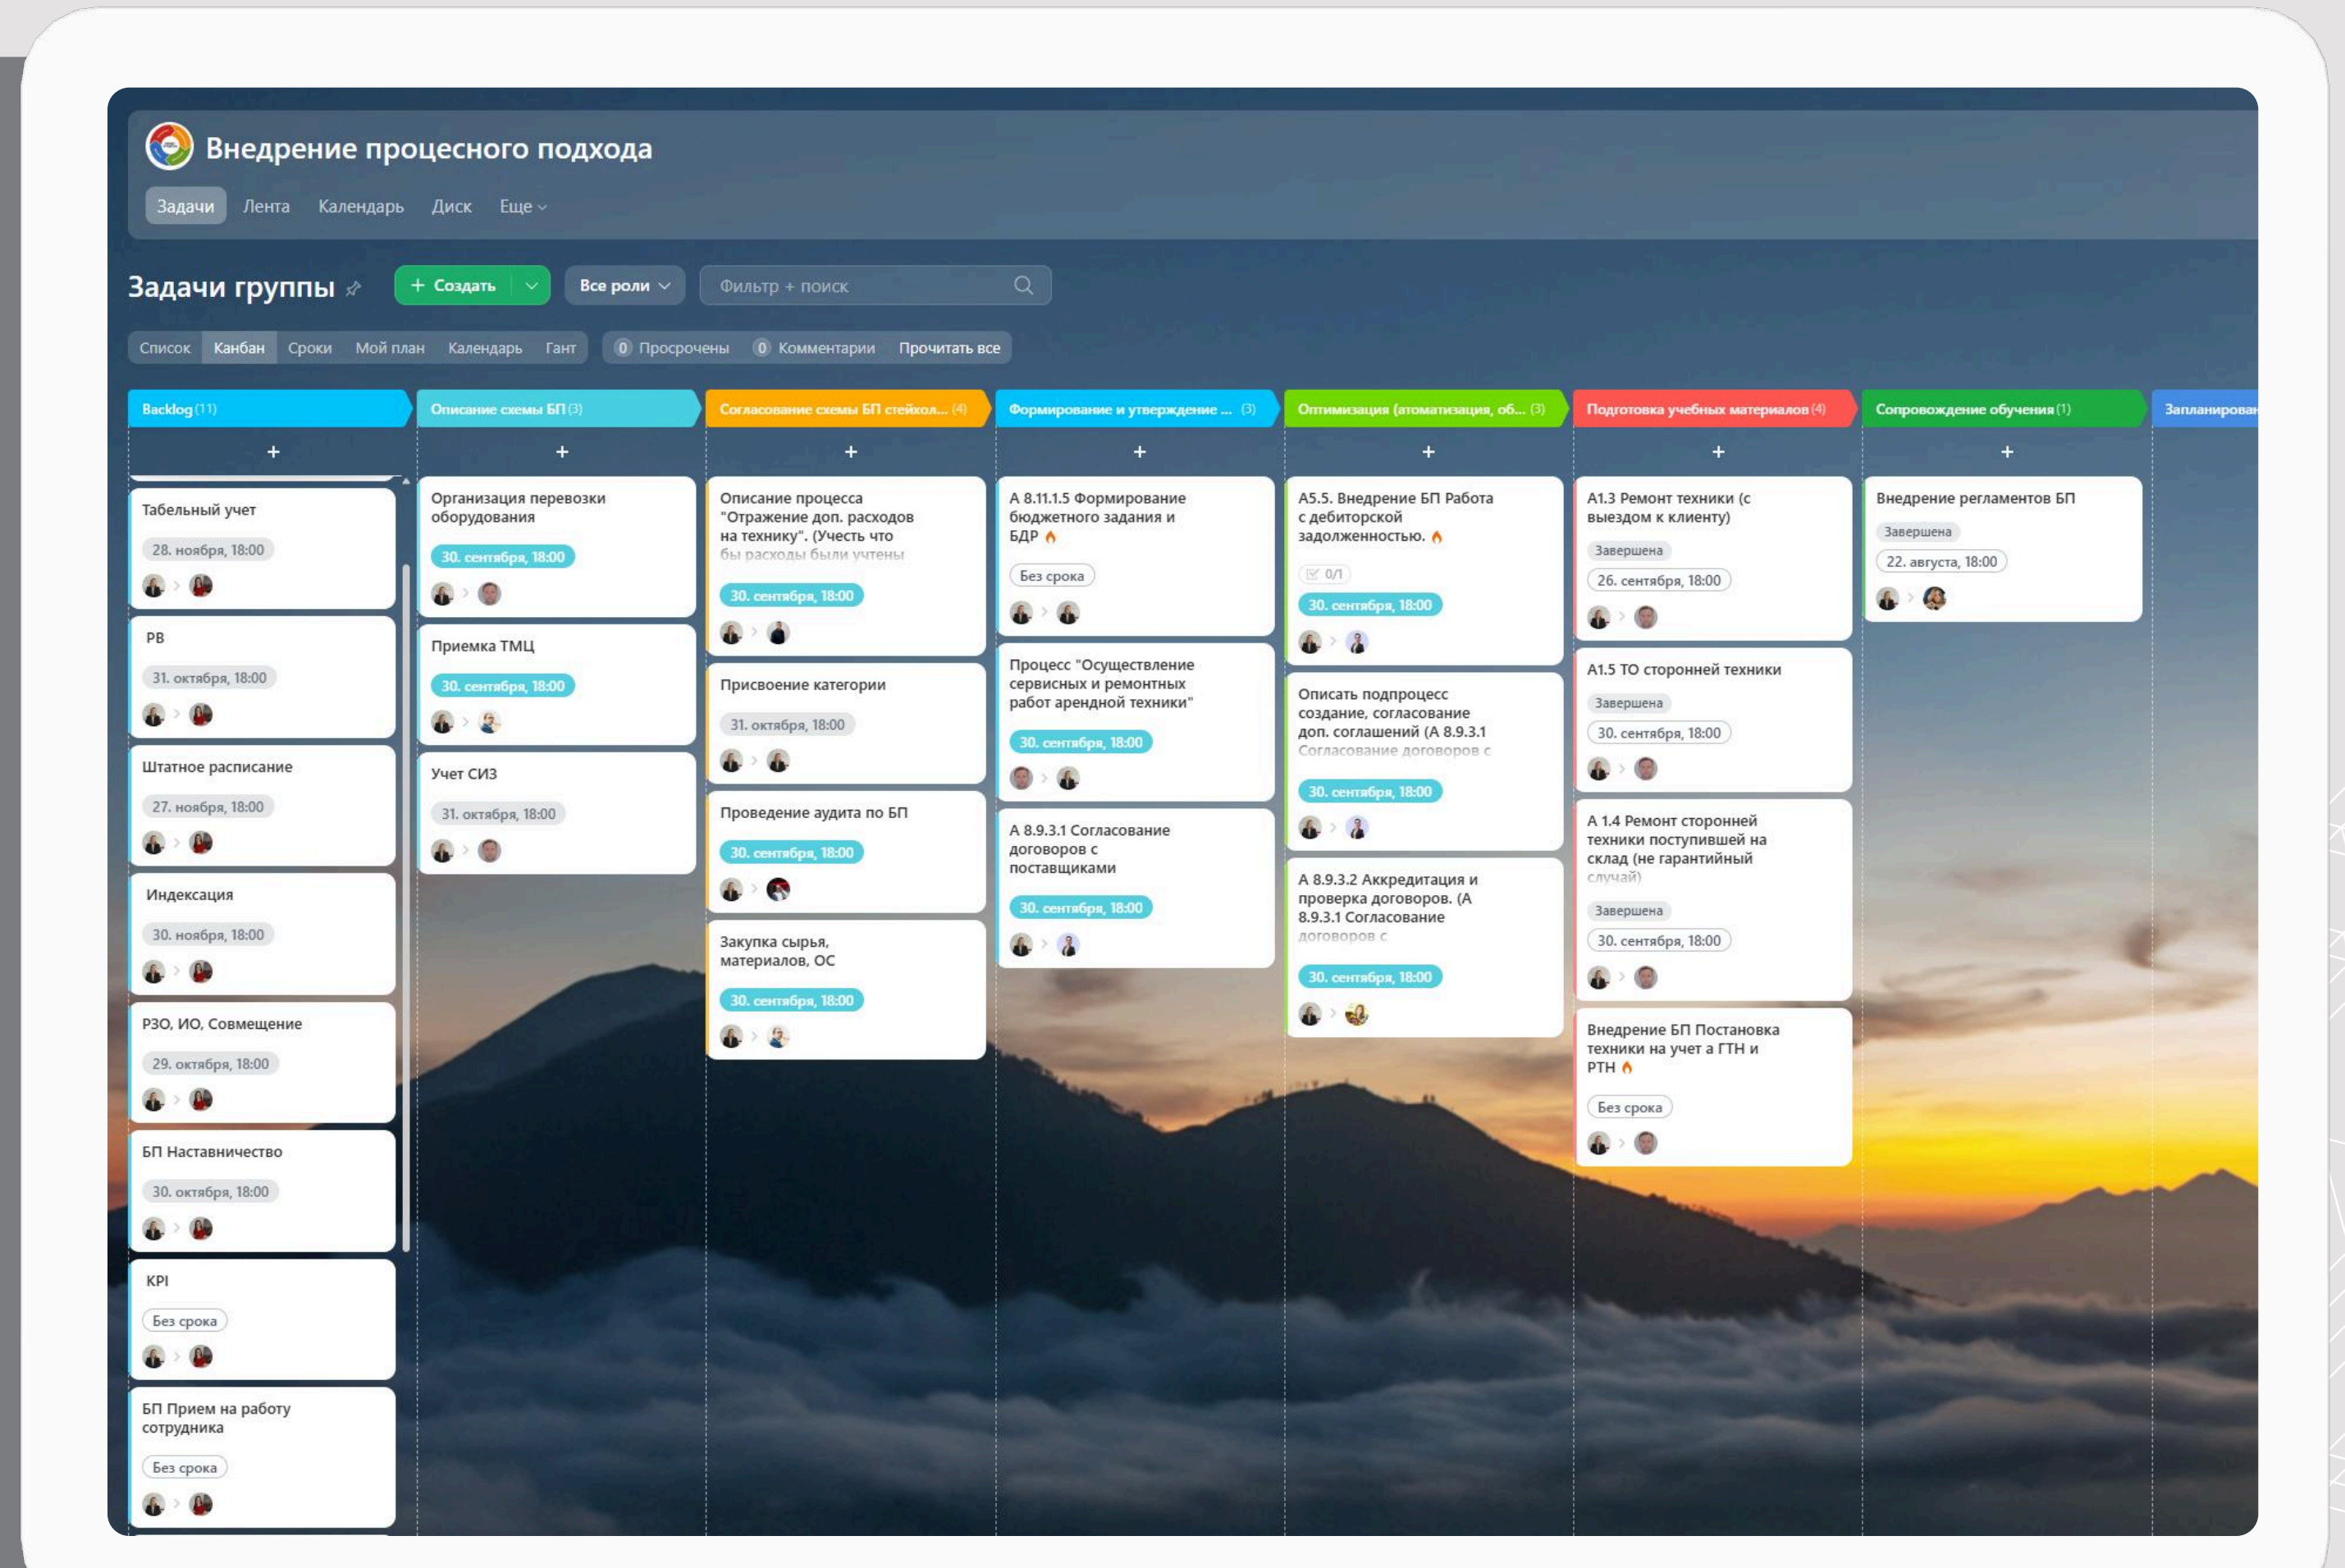 Внедрение процесного подхода
Задачи Лента Календарь Диск Еще
Задачи группы + Создать Все роли Фильтр + поиск
Список Канбан Сроки Мой план Календарь Гант 0 Просрочены 0 Комментарии Прочитать все
Backlog (11)
+
Табельный учет
28. ноября, 18:00
РВ
31. октября, 18:00
Штатное расписание
27. ноября, 18:00
Индексация
30. ноября, 18:00
РЗО, ИО, Совмещение
29. октября, 18:00
БП Наставничество
30. октября, 18:00
KPI
Без срока
БП Прием на работу
сотрудника
Без срока
Описание схемы БП (3)
+
Организация перевозки
оборудования
30. сентября, 18:00
Приемка ТМЦ
30. сентября, 18:00
Учет СИЗ
31. октября, 18:00
Согласование схемы БП стейхол... (4)
+
Описание процесса
"Отражение доп. расходов
на технику". (Учесть что
бы расходы были учтены
30. сентября, 18:00
Присвоение категории
31. октября, 18:00
Проведение аудита по БП
30. сентября, 18:00
Закупка сырья,
материалов, ОС
30. сентября, 18:00
Формирование и утверждение ... (3)
+
А 8.11.1.5 Формирование
бюджетного задания и
БДР
Без срока
Процесс "Осуществление
сервисных и ремонтных
работ арендной техники"
30. сентября, 18:00
А 8.9.3.1 Согласование
договоров с
поставщиками
30. сентября, 18:00
Оптимизация (атоматизация, об... (3)
+
А5.5. Внедрение БП Работа
с дебиторской
задолженностью.
0/1
30. сентября, 18:00
Описать подпроцесс
создание, согласование
доп. соглашений (А 8.9.3.1
Согласование договоров с
30. сентября, 18:00
А 8.9.3.2 Аккредитация и
проверка договоров. (А
8.9.3.1 Согласование
договоров с
30. сентября, 18:00
Подготовка учебных материалов (4)
+
А1.3 Ремонт техники (с
выездом к клиенту)
Завершена
26. сентября, 18:00
А1.5 ТО сторонней техники
Завершена
30. сентября, 18:00
А 1.4 Ремонт сторонней
техники поступившей на
склад (не гарантийный
случай)
Завершена
30. сентября, 18:00
Внедрение БП Постановка
техники на учет а ГТН и
РТН
Без срока
Сопровождение обучения (1)
+
Внедрение регламентов БП
Завершена
22. августа, 18:00